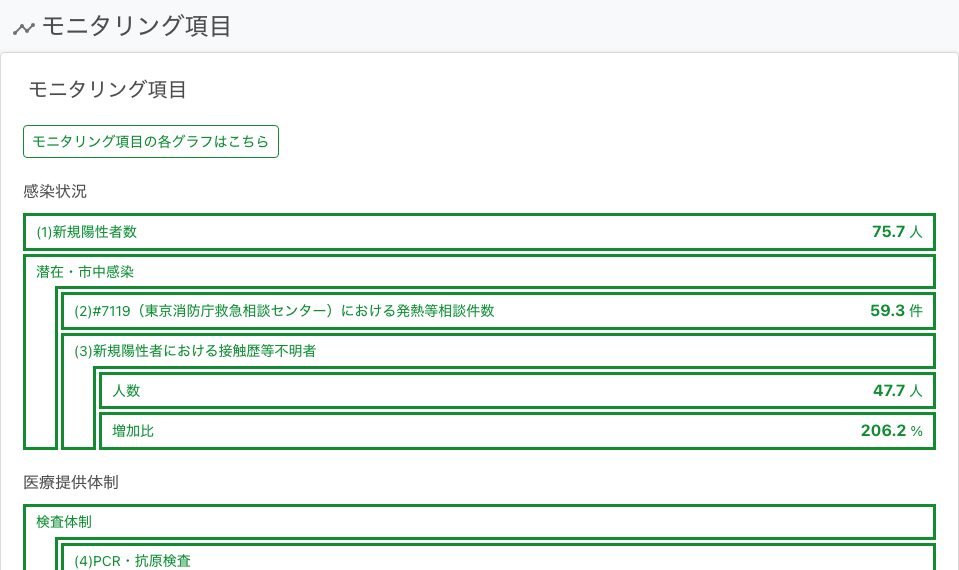 モニタリング項目
モニタリング項目
モニタリング項目の各グラフはこちら
感染状況
(1)新規陽性者数 75.7 人
潜在・市中感染
(2)#7119（東京消防庁救急相談センター）における発熱等相談件数 59.3 件
(3)新規陽性者における接触歴等不明者
人数 47.7 人
増加比 206.2 %
医療提供体制
検査体制
(4)PCR・抗原検査